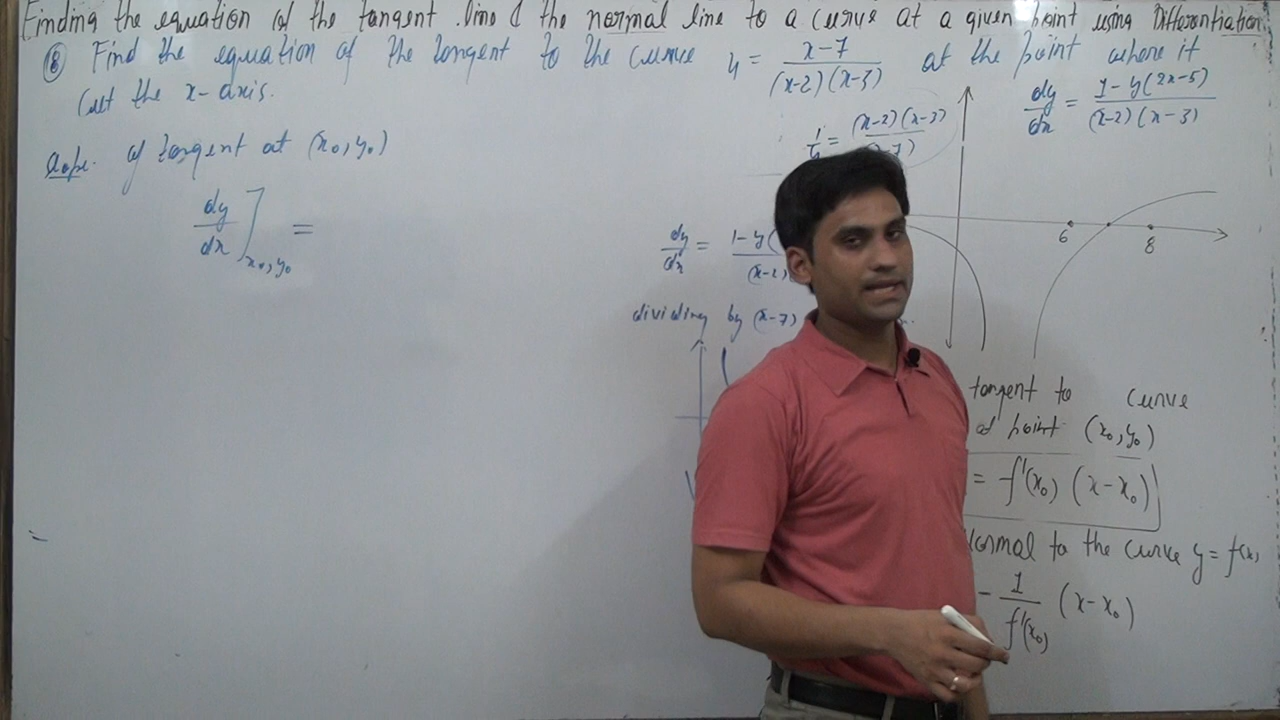 Finding the equation of the tangent line & the normal line to a curve at a given point using Differentiation
⑧ Find the equation of the tangent to the curve y = (x-7)/((x-2)(x-3)) at the point where it
Cut the x-axis.
dy/dx = (1-y(2x-5))/((x-2)(x-3))
Slope of tangent at (x₀, y₀)
dy/dx]x₀, y₀ =
(x-2)(x-3)
dy/dx = 1-y(
dividing by (x-7)
6 8
tangent to curve
point (x₀, y₀)
= f'(x₀) (x-x₀)
Normal to the curve y = f(x)
- 1/f'(x₀) (x-x₀)
=